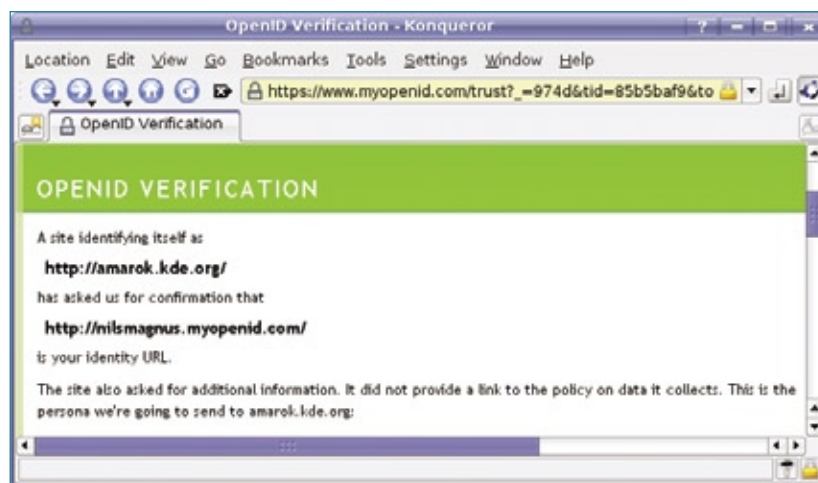 OpenID Verification - Konqueror
Location Edit View Go Bookmarks Tools Settings Window Help
https://www.myopenid.com/trust?_=974d&tid=85b5baf9&to
OpenID Verification
OPENID VERIFICATION
A site identifying itself as
http://amarok.kde.org/
has asked us for confirmation that
http://nilsmagnus.myopenid.com/
is your identity URL.
The site also asked for additional information. It did not provide a link to the policy on data it collects. This is the
persona we're going to send to amarok.kde.org: